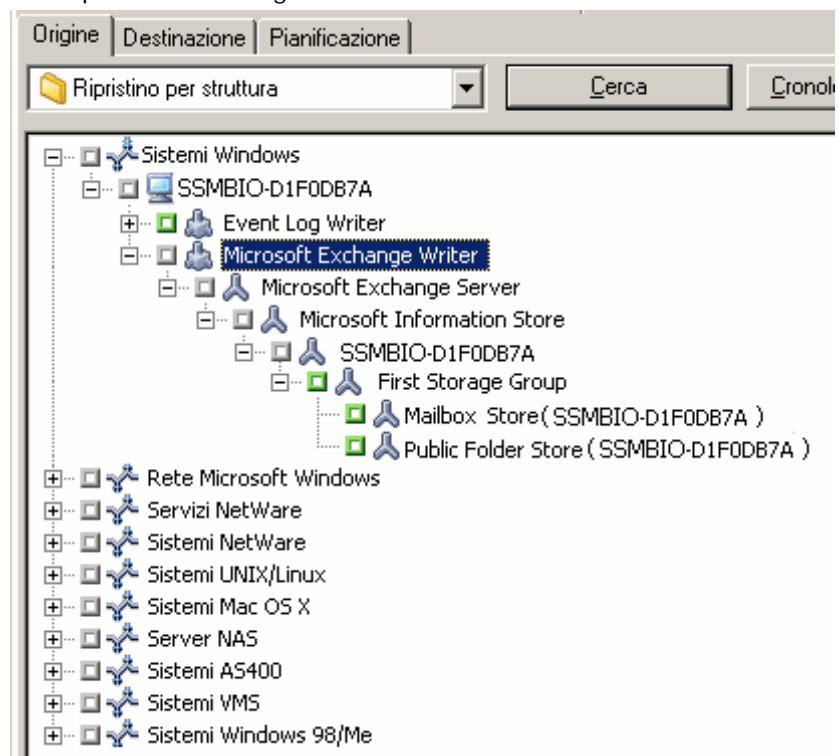 Origine Destinazione Pianificazione
Ripristino per struttura Cerca
Sistemi Windows
SSMBIO-D1F0DB7A
Event Log Writer
Microsoft Exchange Writer
Microsoft Exchange Server
Microsoft Information Store
SSMBIO-D1F0DB7A
First Storage Group
Mailbox Store(SSMBIO-D1F0DB7A )
Public Folder Store(SSMBIO-D1F0DB7A )
Rete Microsoft Windows
Servizi NetWare
Sistemi NetWare
Sistemi UNIX/Linux
Sistemi Mac OS X
Server NAS
Sistemi AS400
Sistemi VMS
Sistemi Windows 98/Me